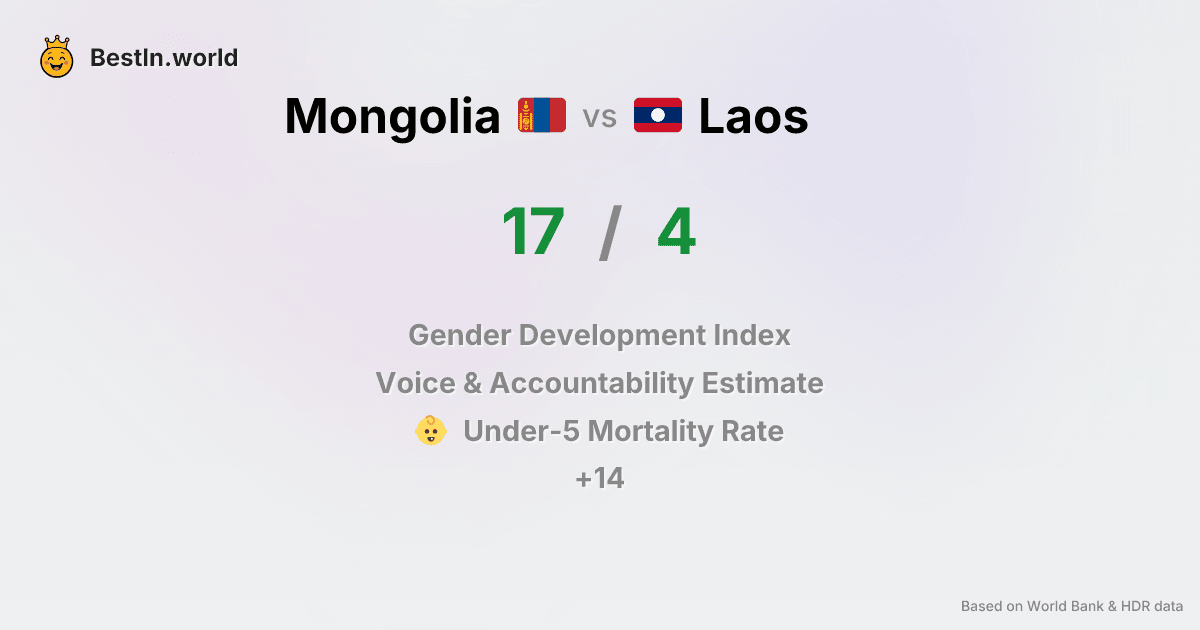 BestIn.world
Mongolia vs Laos
17 / 4
Gender Development Index
Voice & Accountability Estimate
Under-5 Mortality Rate
+14
Based on World Bank & HDR data